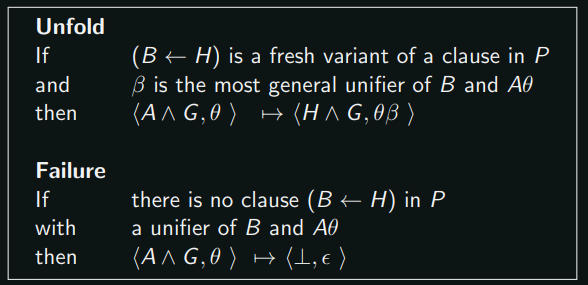 Unfold
If (B ← H) is a fresh variant of a clause in P
and β is the most general unifier of B and Aθ
then ⟨A ∧ G, θ ⟩ ↦ ⟨H ∧ G, θβ ⟩
Failure
If there is no clause (B ← H) in P
with a unifier of B and Aθ
then ⟨A ∧ G, θ ⟩ ↦ ⟨⊥, ϵ ⟩